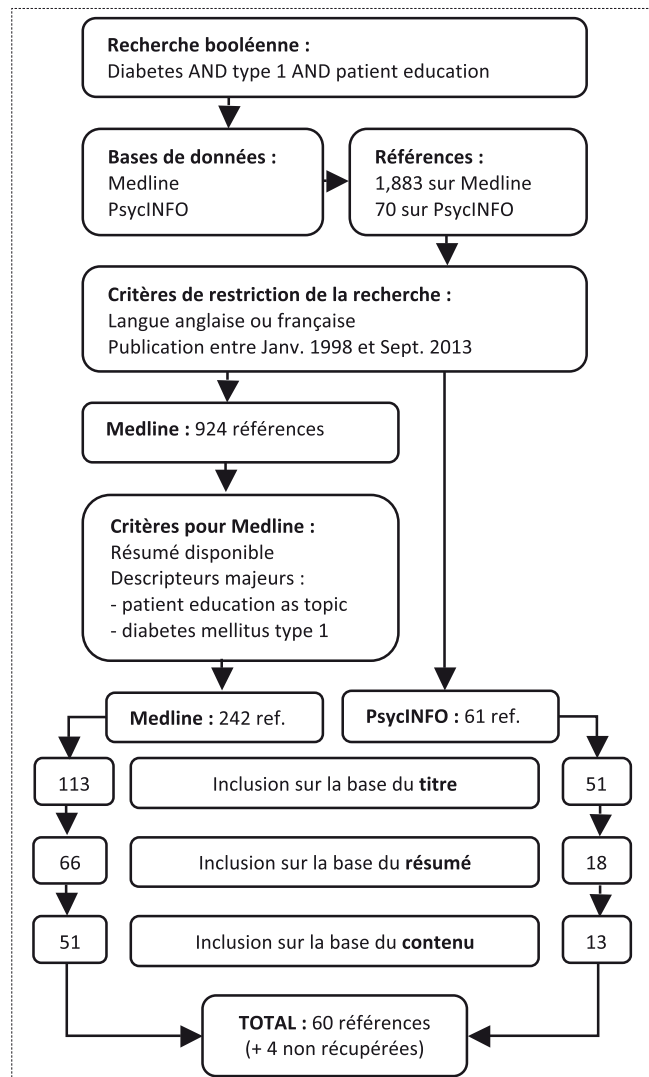 Recherche booléenne :
Diabetes AND type 1 AND patient education
Bases de données :
Medline
PsycINFO
Références :
1,883 sur Medline
70 sur PsycINFO
Critères de restriction de la recherche :
Langue anglaise ou française
Publication entre Janv. 1998 et Sept. 2013
Medline : 924 références
Critères pour Medline :
Résumé disponible
Descripteurs majeurs :
- patient education as topic
- diabetes mellitus type 1
Medline : 242 ref.
PsycINFO : 61 ref.
113
Inclusion sur la base du titre
51
66
Inclusion sur la base du résumé
18
51
Inclusion sur la base du contenu
13
TOTAL : 60 références
(+ 4 non récupérées)